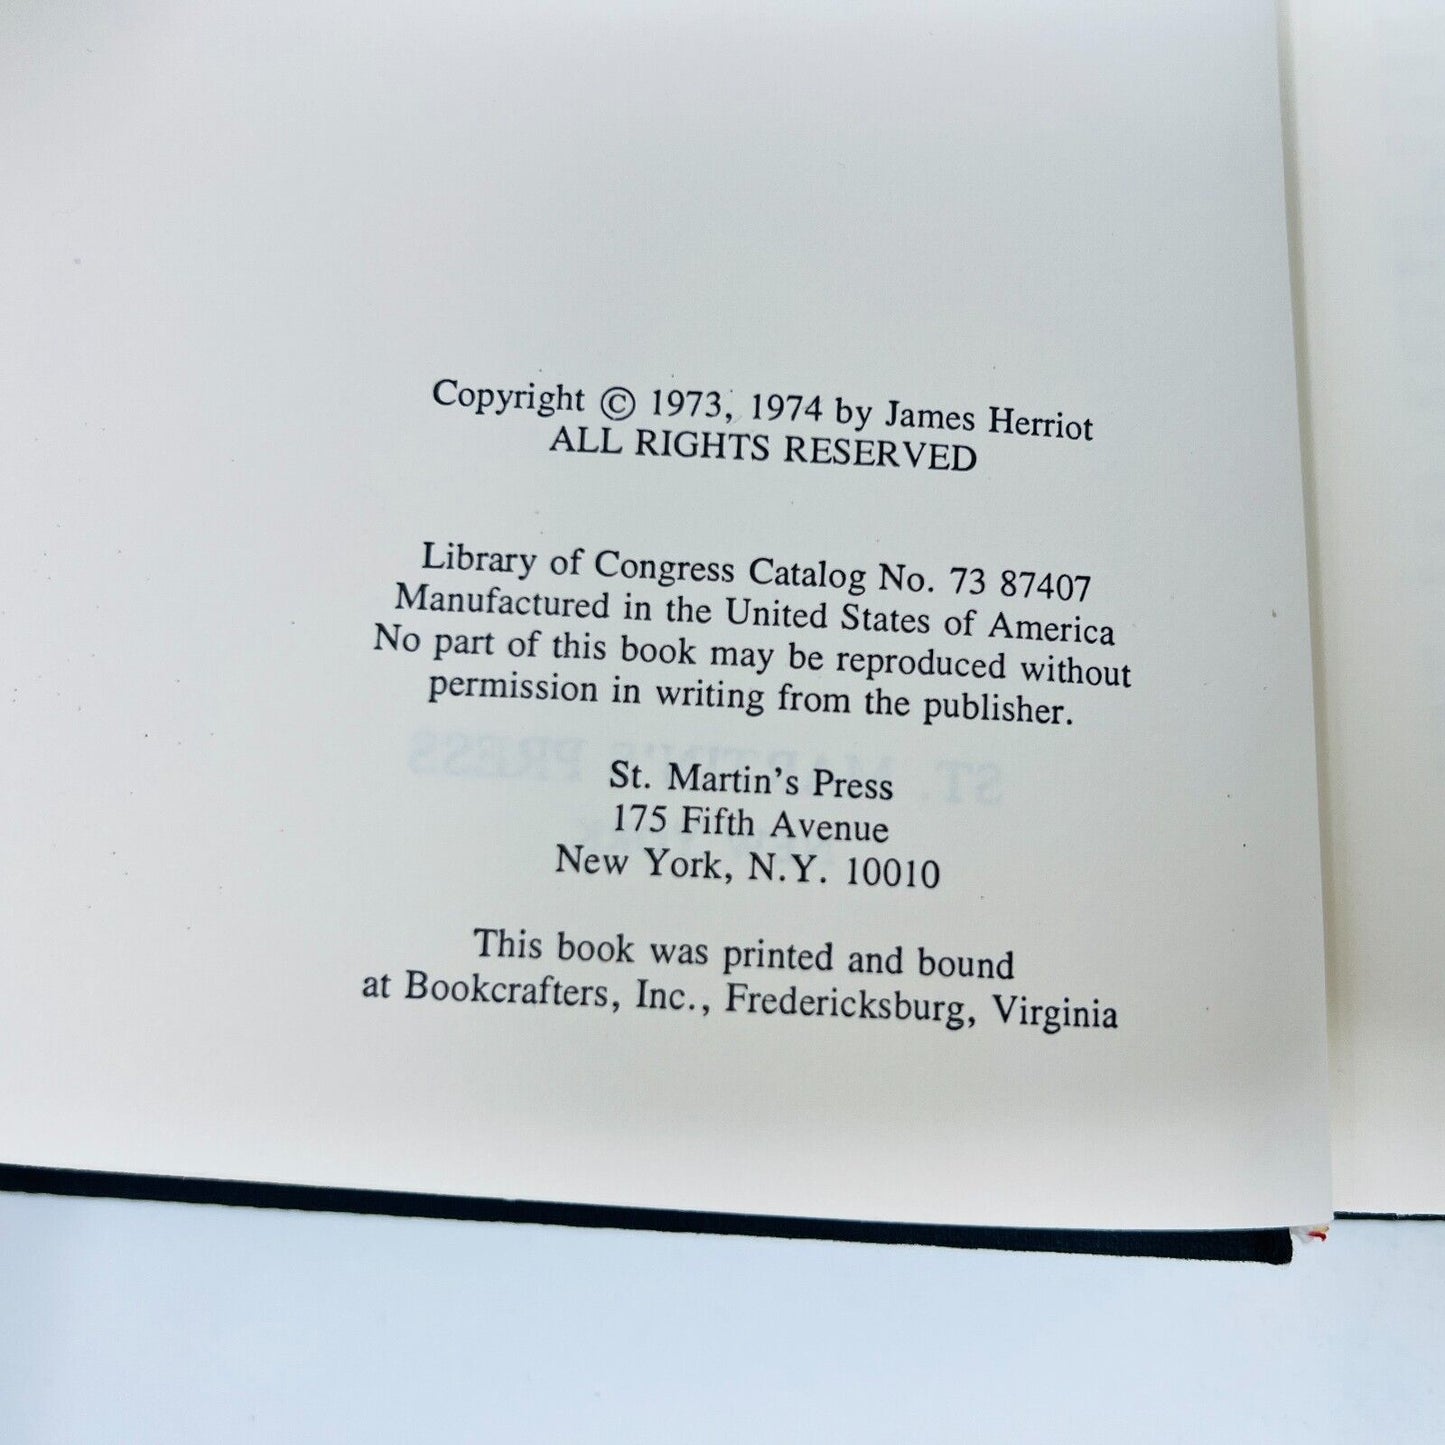 Copyright © 1973, 1974 by James Herriot
ALL RIGHTS RESERVED
Library of Congress Catalog No. 73 87407
Manufactured in the United States of America
No part of this book may be reproduced without
permission in writing from the publisher.
St. Martin's Press
175 Fifth Avenue
New York, N.Y. 10010
This book was printed and bound
at Bookcrafters, Inc., Fredericksburg, Virginia